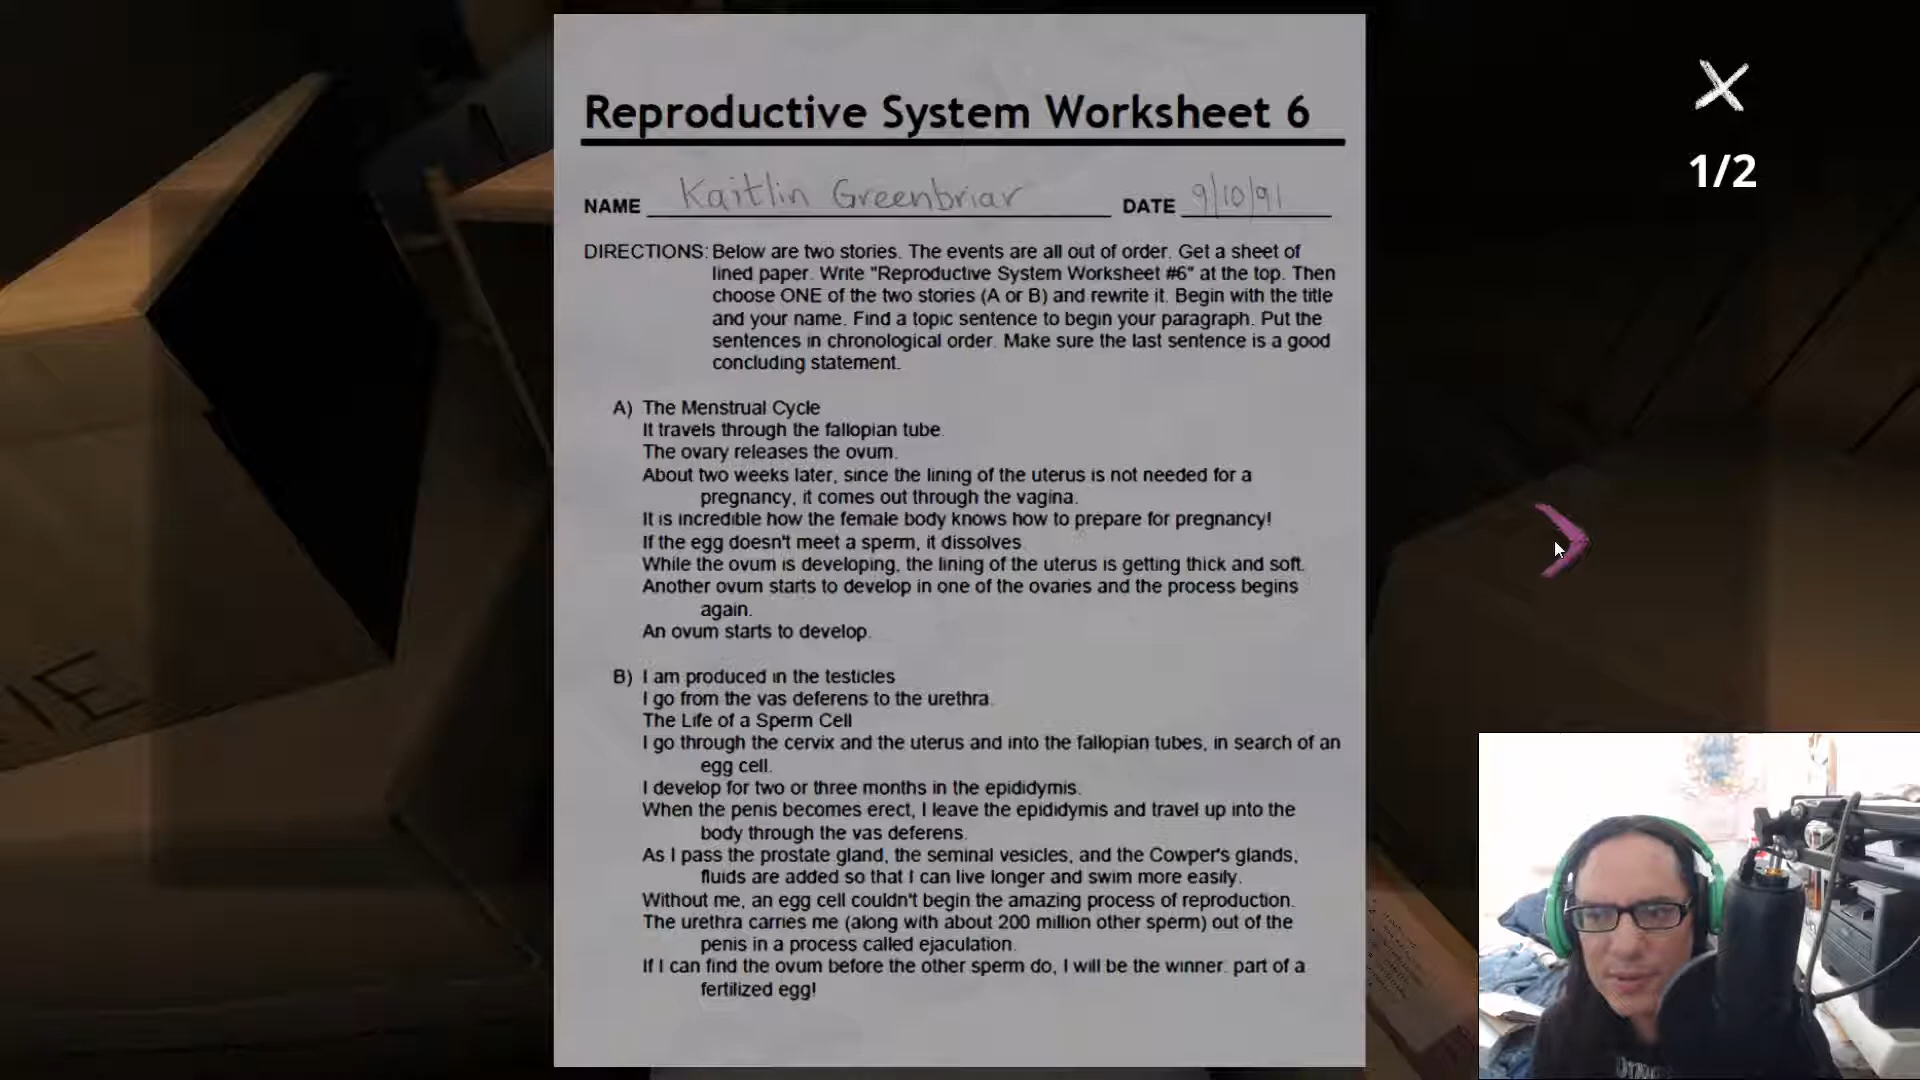 Reproductive System Worksheet 6
1/2
NAME Kaitlin Greenbriar DATE 9/10/91
DIRECTIONS: Below are two stories. The events are all out of order. Get a sheet of
lined paper. Write "Reproductive System Worksheet #6" at the top. Then
choose ONE of the two stories (A or B) and rewrite it. Begin with the title
and your name. Find a topic sentence to begin your paragraph. Put the
sentences in chronological order. Make sure the last sentence is a good
concluding statement.
A) The Menstrual Cycle
It travels through the fallopian tube.
The ovary releases the ovum.
About two weeks later, since the lining of the uterus is not needed for a
pregnancy, it comes out through the vagina.
It is incredible how the female body knows how to prepare for pregnancy!
If the egg doesn't meet a sperm, it dissolves.
While the ovum is developing, the lining of the uterus is getting thick and soft.
Another ovum starts to develop in one of the ovaries and the process begins
again.
An ovum starts to develop.
B) I am produced in the testicles
I go from the vas deferens to the urethra.
The Life of a Sperm Cell
I go through the cervix and the uterus and into the fallopian tubes, in search of an
egg cell.
I develop for two or three months in the epididymis.
When the penis becomes erect, I leave the epididymis and travel up into the
body through the vas deferens.
As I pass the prostate gland, the seminal vesicles, and the Cowper's glands,
fluids are added so that I can live longer and swim more easily.
Without me, an egg cell couldn't begin the amazing process of reproduction.
The urethra carries me (along with about 200 million other sperm) out of the
penis in a process called ejaculation.
If I can find the ovum before the other sperm do, I will be the winner: part of a
fertilized egg!